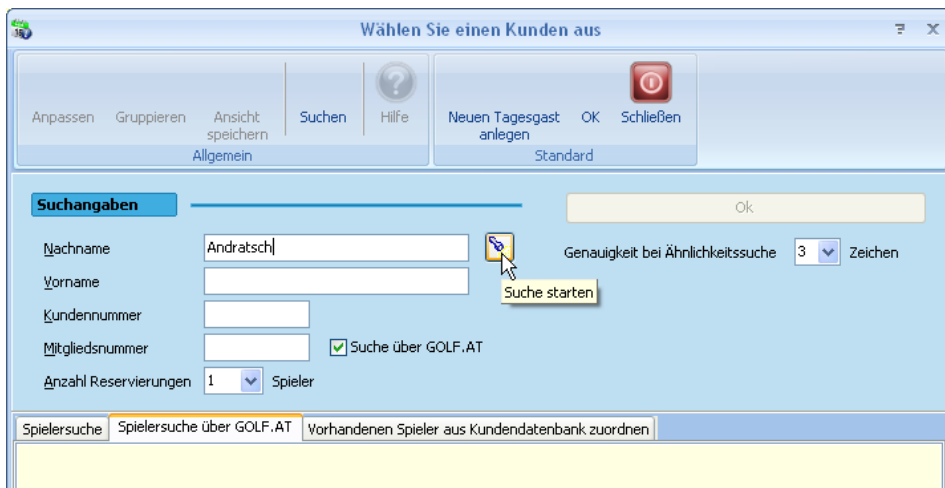 Wählen Sie einen Kunden aus
Anpassen Gruppieren Ansicht speichern Suchen Hilfe Neuen Tagesgast anlegen OK Schließen
Allgemein Standard
Suchangaben Ok
Nachname Andratsch Genauigkeit bei Ähnlichkeitssuche 3 Zeichen
Vorname Suche starten
Kundennummer
Mitgliedsnummer Suche über GOLF.AT
Anzahl Reservierungen 1 Spieler
Spielersuche Spielersuche über GOLF.AT Vorhandenen Spieler aus Kundendatenbank zuordnen